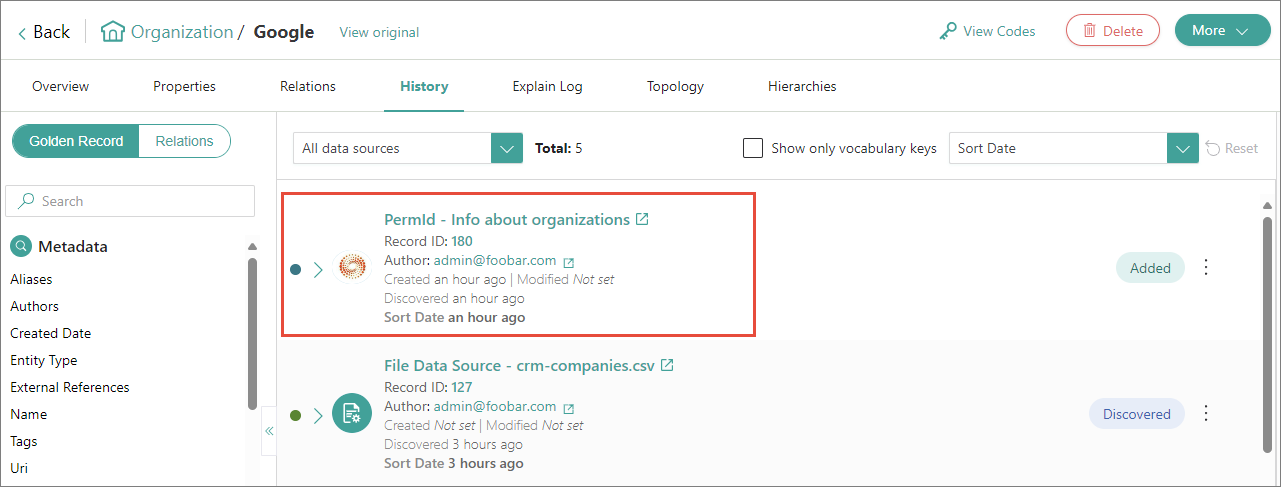 Back Organization / Google View original View Codes Delete More
Overview Properties Relations History Explain Log Topology Hierarchies
Golden Record Relations
All data sources Total: 5 Show only vocabulary keys Sort Date Reset
Search
Metadata
Aliases
Authors
Created Date
Entity Type
External References
Name
Tags
Uri
PermId - Info about organizations
Record ID: 180
Author: admin@foobar.com
Created an hour ago | Modified Not set
Discovered an hour ago
Sort Date an hour ago
Added
File Data Source - crm-companies.csv
Record ID: 127
Author: admin@foobar.com
Created Not set | Modified Not set
Discovered 3 hours ago
Sort Date 3 hours ago
Discovered